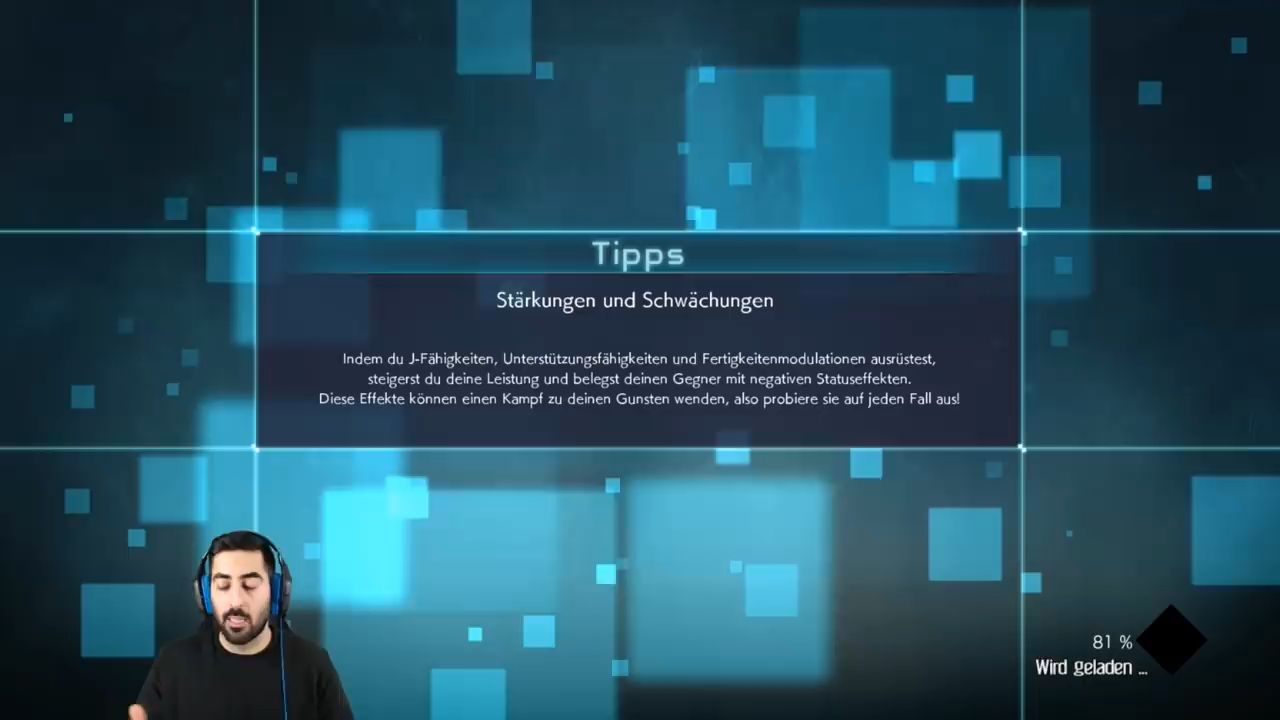 Tipps
Stärkungen und Schwächungen
Indem du J-Fähigkeiten, Unterstützungsfähigkeiten und Fertigkeitenmodulationen ausrüstest,
steigerst du deine Leistung und belegst deinen Gegner mit negativen Statuseffekten.
Diese Effekte können einen Kampf zu deinen Gunsten wenden, also probiere sie auf jeden Fall aus!
81 %
Wird geladen ...